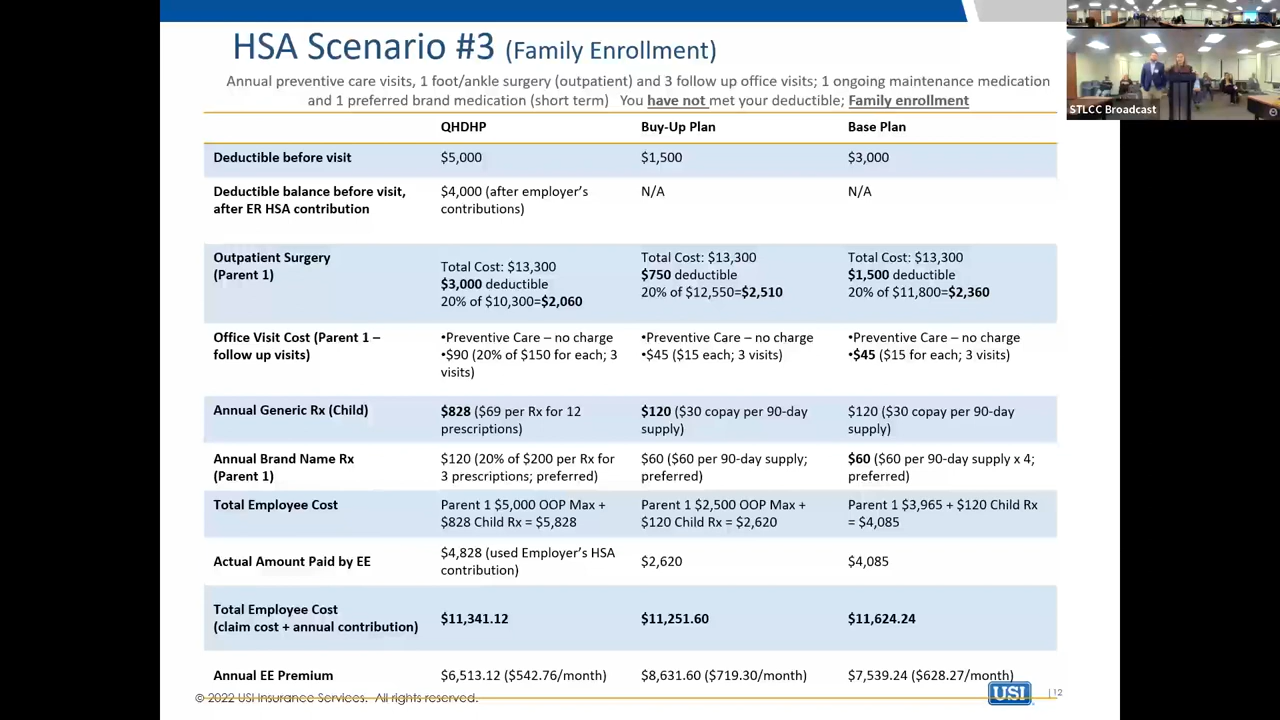 HSA Scenario #3 (Family Enrollment)
Annual preventive care visits, 1 foot/ankle surgery (outpatient) and 3 follow up office visits; 1 ongoing maintenance medication
and 1 preferred brand medication (short term) You have not met your deductible; Family enrollment
STLCC Broadcast
QHDHP Buy-Up Plan Base Plan
Deductible before visit $5,000 $1,500 $3,000
Deductible balance before visit, $4,000 (after employer's N/A N/A
after ER HSA contribution contributions)
Outpatient Surgery Total Cost: $13,300 Total Cost: $13,300 Total Cost: $13,300
(Parent 1) $3,000 deductible $750 deductible $1,500 deductible
20% of $10,300=$2,060 20% of $12,550=$2,510 20% of $11,800=$2,360
Office Visit Cost (Parent 1 – •Preventive Care – no charge •Preventive Care – no charge •Preventive Care – no charge
follow up visits) •$90 (20% of $150 for each; 3 •$45 ($15 each; 3 visits) •$45 ($15 for each; 3 visits)
visits)
Annual Generic Rx (Child) $828 ($69 per Rx for 12 $120 ($30 copay per 90-day $120 ($30 copay per 90-day
prescriptions) supply) supply)
Annual Brand Name Rx $120 (20% of $200 per Rx for $60 ($60 per 90-day supply; $60 ($60 per 90-day supply x 4;
(Parent 1) 3 prescriptions; preferred) preferred) preferred)
Total Employee Cost Parent 1 $5,000 OOP Max + Parent 1 $2,500 OOP Max + Parent 1 $3,965 + $120 Child Rx
$828 Child Rx = $5,828 $120 Child Rx = $2,620 = $4,085
Actual Amount Paid by EE $4,828 (used Employer's HSA $2,620 $4,085
contribution)
Total Employee Cost $11,341.12 $11,251.60 $11,624.24
(claim cost + annual contribution)
Annual EE Premium $6,513.12 ($542.76/month) $8,631.60 ($719.30/month) $7,539.24 ($628.27/month)
© 2022 USI Insurance Services. All rights reserved. USI |12